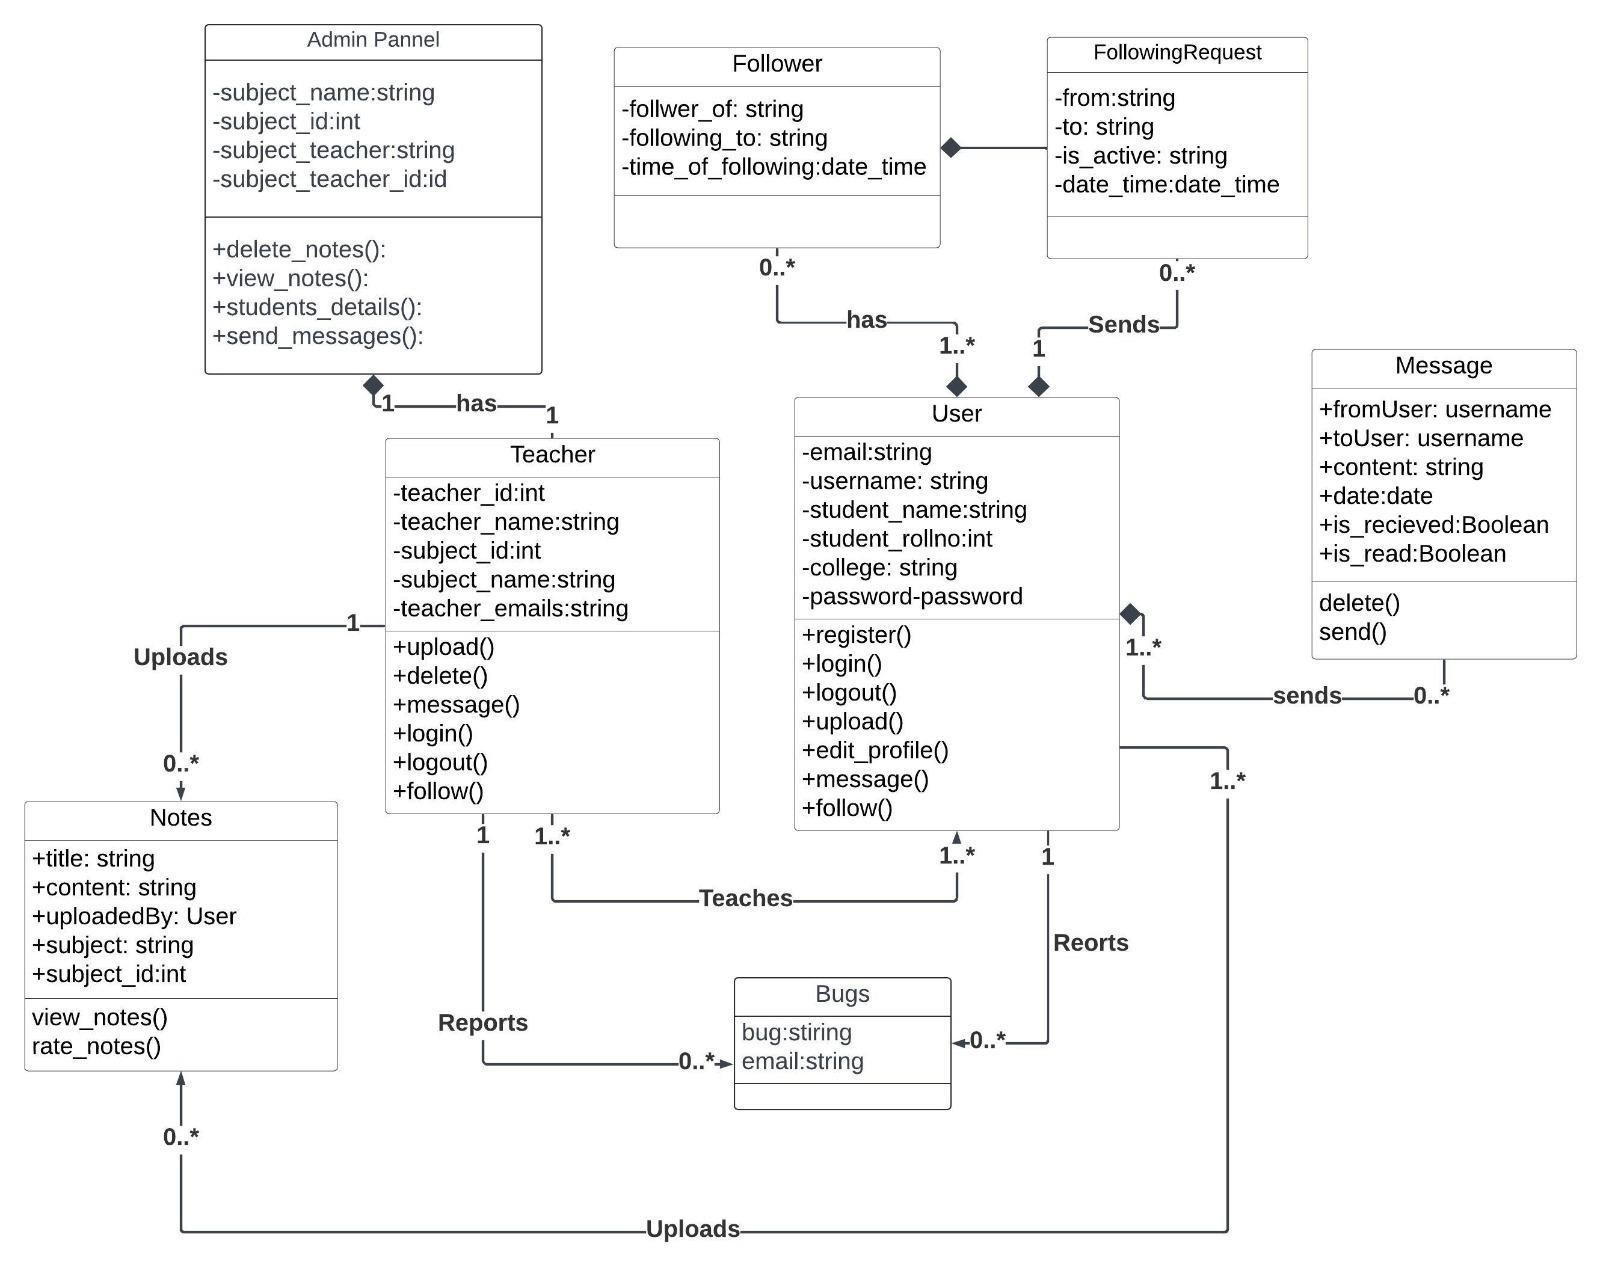 Admin Pannel
-subject_name:string
-subject_id:int
-subject_teacher:string
-subject_teacher_id:id
+delete_notes():
+view_notes():
+students_details():
+send_messages():
Follower
-follwer_of: string
-following_to: string
-time_of_following:date_time
FollowingRequest
-from:string
-to: string
-is_active: string
-date_time:date_time
0..*
has
1..*
0..*
Sends
1
1
has
1
Teacher
-teacher_id:int
-teacher_name:string
-subject_id:int
-subject_name:string
-teacher_emails:string
+upload()
+delete()
+message()
+login()
+logout()
+follow()
User
-email:string
-username: string
-student_name:string
-student_rollno:int
-college: string
-password-password
+register()
+login()
+logout()
+upload()
+edit_profile()
+message()
+follow()
Message
+fromUser: username
+toUser: username
+content: string
+date:date
+is_recieved:Boolean
+is_read:Boolean
delete()
send()
1..*
sends
0..*
1
Uploads
0..*
Notes
+title: string
+content: string
+uploadedBy: User
+subject: string
+subject_id:int
view_notes()
rate_notes()
1
1..*
Teaches
1..*
1
1..*
Reorts
Reports
0..*
0..*
Bugs
bug:stiring
email:string
0..*
Uploads